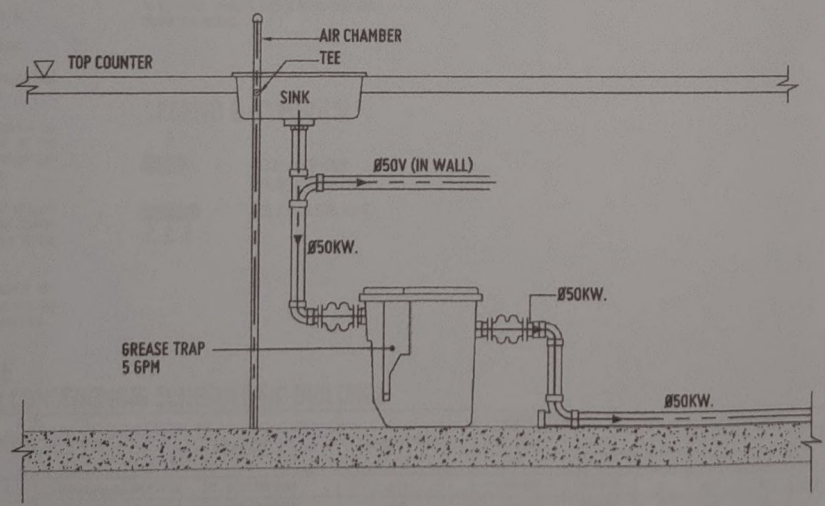 AIR CHAMBER
TEE
TOP COUNTER
SINK
Ø50V (IN WALL)
Ø50KW.
Ø50KW.
GREASE TRAP
5 GPM
Ø50KW.